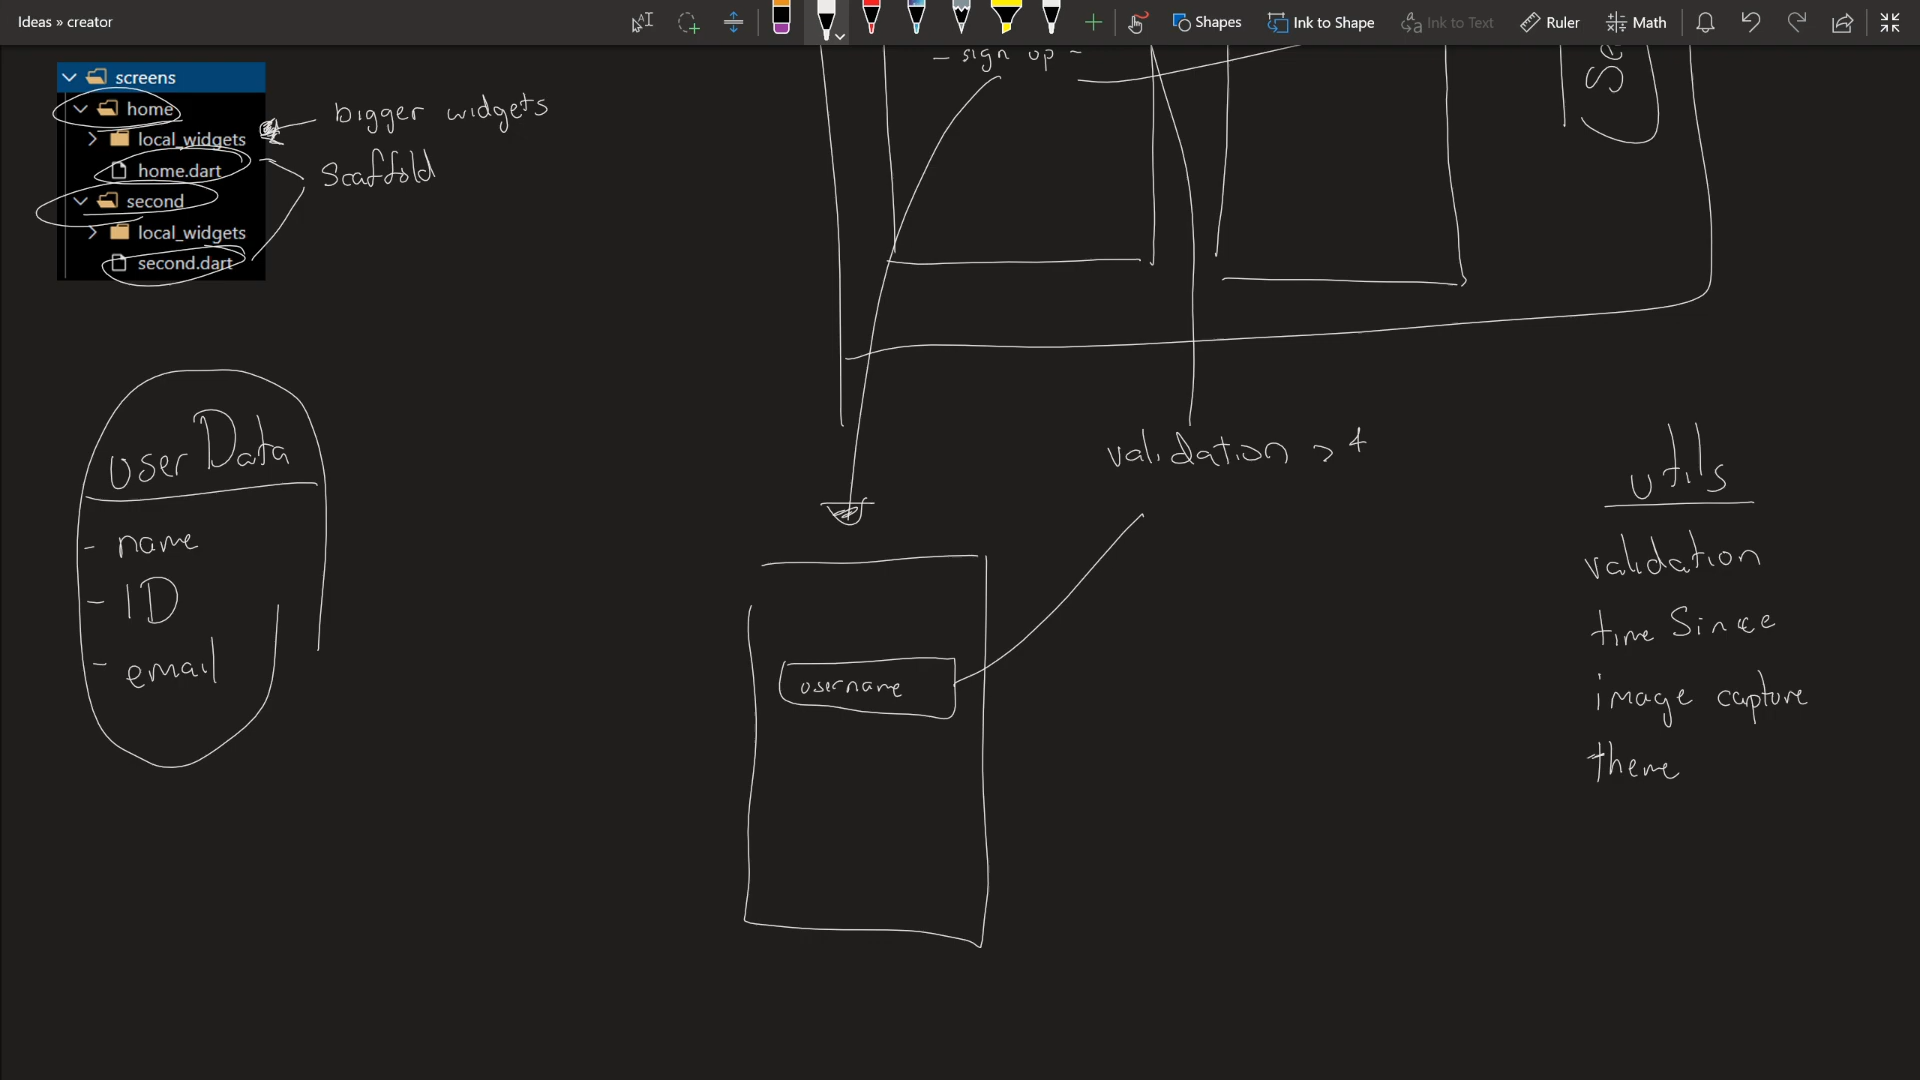 Ideas » creator
Shapes
Ink to Shape
Ink to Text
Ruler
Math
screens
home
local_widgets
home.dart
second
local_widgets
second.dart
bigger widgets
Scaffold
- sign up -
user Data
- name
- ID
- email
validation > 4
username
utils
validation
time Since
image capture
theme